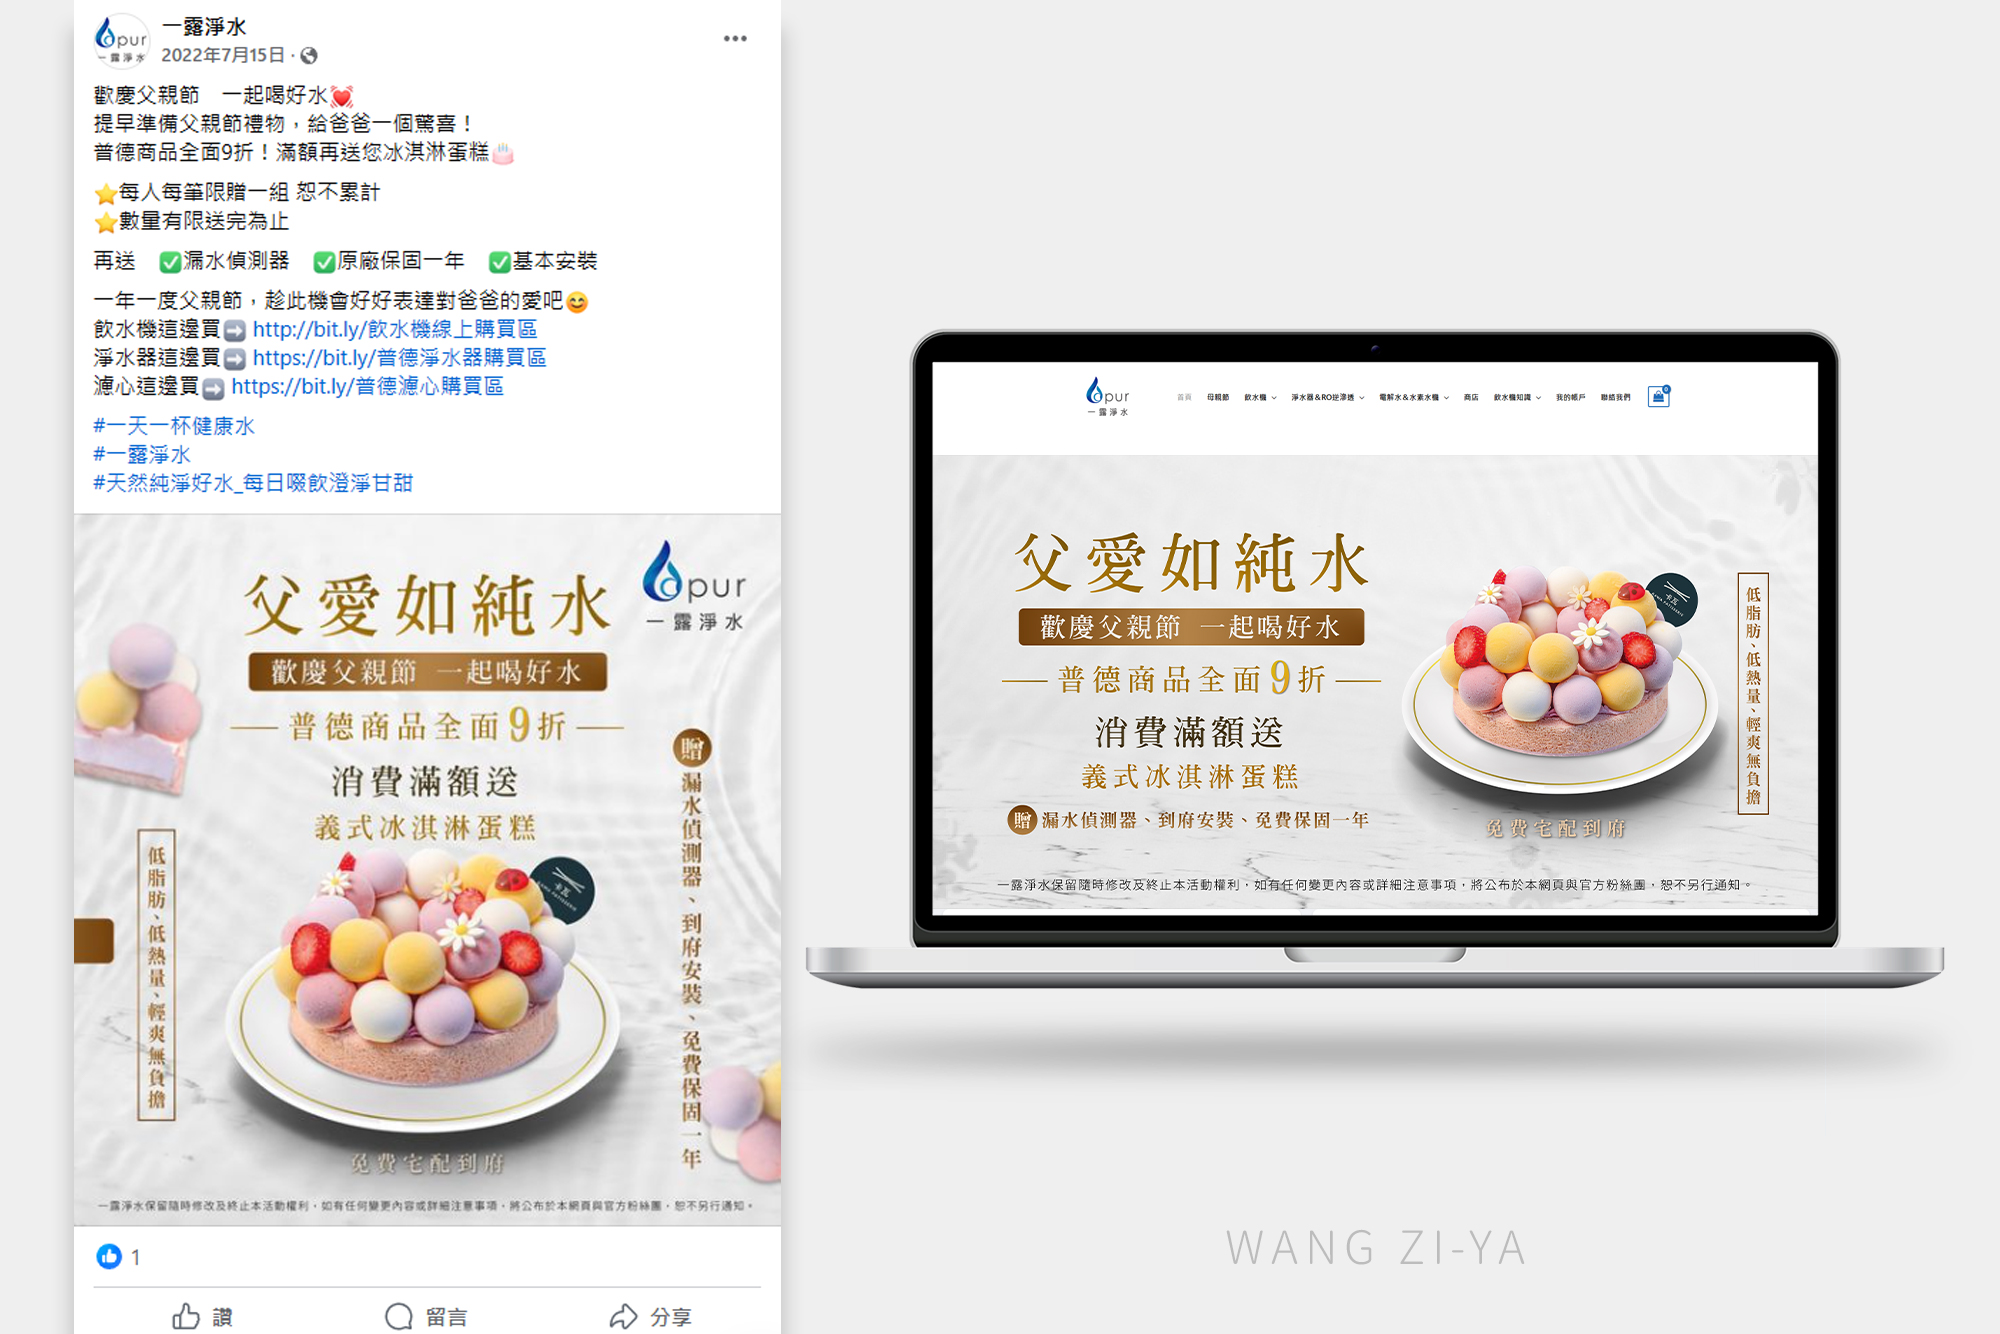 apur
一露淨水
一露淨水
2022年7月15日
歡慶父親節　一起喝好水
提早準備父親節禮物，給爸爸一個驚喜！
普德商品全面9折！滿額再送您冰淇淋蛋糕
每人每筆限贈一組 恕不累計
數量有限送完為止
再送　漏水偵測器　原廠保固一年　基本安裝
一年一度父親節，趁此機會好好表達對爸爸的愛吧
飲水機這邊買 http://bit.ly/飲水機線上購買區
淨水器這邊買 https://bit.ly/普德淨水器購買區
濾心這邊買 https://bit.ly/普德濾心購買區
#一天一杯健康水
#一露淨水
#天然純淨好水_每日啜飲澄淨甘甜
apur
一露淨水
父愛如純水
歡慶父親節 一起喝好水
普德商品全面9折
消費滿額送
義式冰淇淋蛋糕
贈 漏水偵測器、到府安裝、免費保固一年
低脂肪、低熱量、輕爽無負擔
卡瓦
免費宅配到府
一露淨水保留隨時修改及終止本活動權利，如有任何變更內容或詳細注意事項，將公布於本網頁與官方粉絲團，恕不另行通知。
1
讚 留言 分享
apur
一露淨水
首頁 母親節 飲水機 淨水器&RO逆滲透 電解水&水素水機 商店 飲水機知識 我的帳戶 聯絡我們 0
父愛如純水
歡慶父親節 一起喝好水
普德商品全面9折
消費滿額送
義式冰淇淋蛋糕
贈 漏水偵測器、到府安裝、免費保固一年
卡瓦
低脂肪、低熱量、輕爽無負擔
免費宅配到府
一露淨水保留隨時修改及終止本活動權利，如有任何變更內容或詳細注意事項，將公布於本網頁與官方粉絲團，恕不另行通知。
WANG ZI-YA